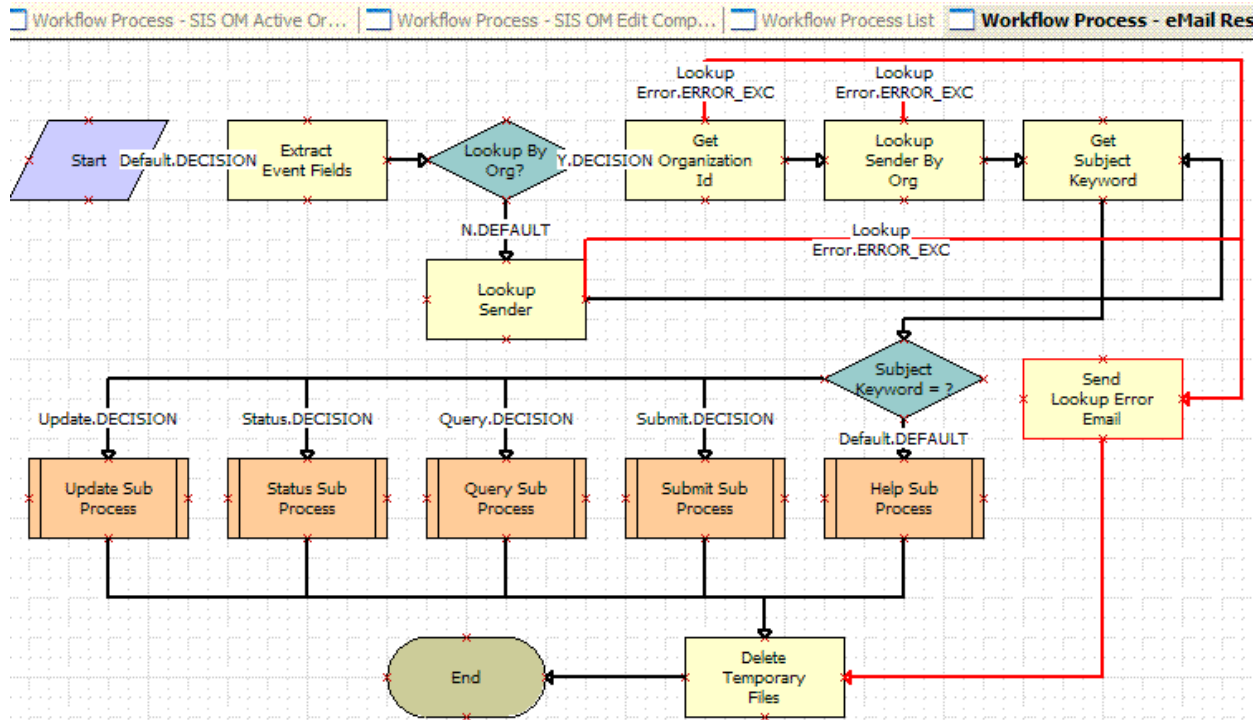 Workflow Process - SIS OM Active Or...
Workflow Process - SIS OM Edit Comp...
Workflow Process List
Workflow Process - eMail Res
Lookup
Error.ERROR_EXC
Lookup
Error.ERROR_EXC
Start
Default.DECISION
Extract
Event Fields
Lookup By
Org?
Y.DECISION
Get
Organization
Id
Lookup
Sender By
Org
Get
Subject
Keyword
N.DEFAULT
Lookup
Error.ERROR_EXC
Lookup
Sender
Subject
Keyword = ?
Send
Lookup Error
Email
Update.DECISION
Status.DECISION
Query.DECISION
Submit.DECISION
Default.DEFAULT
Update Sub
Process
Status Sub
Process
Query Sub
Process
Submit Sub
Process
Help Sub
Process
End
Delete
Temporary
Files